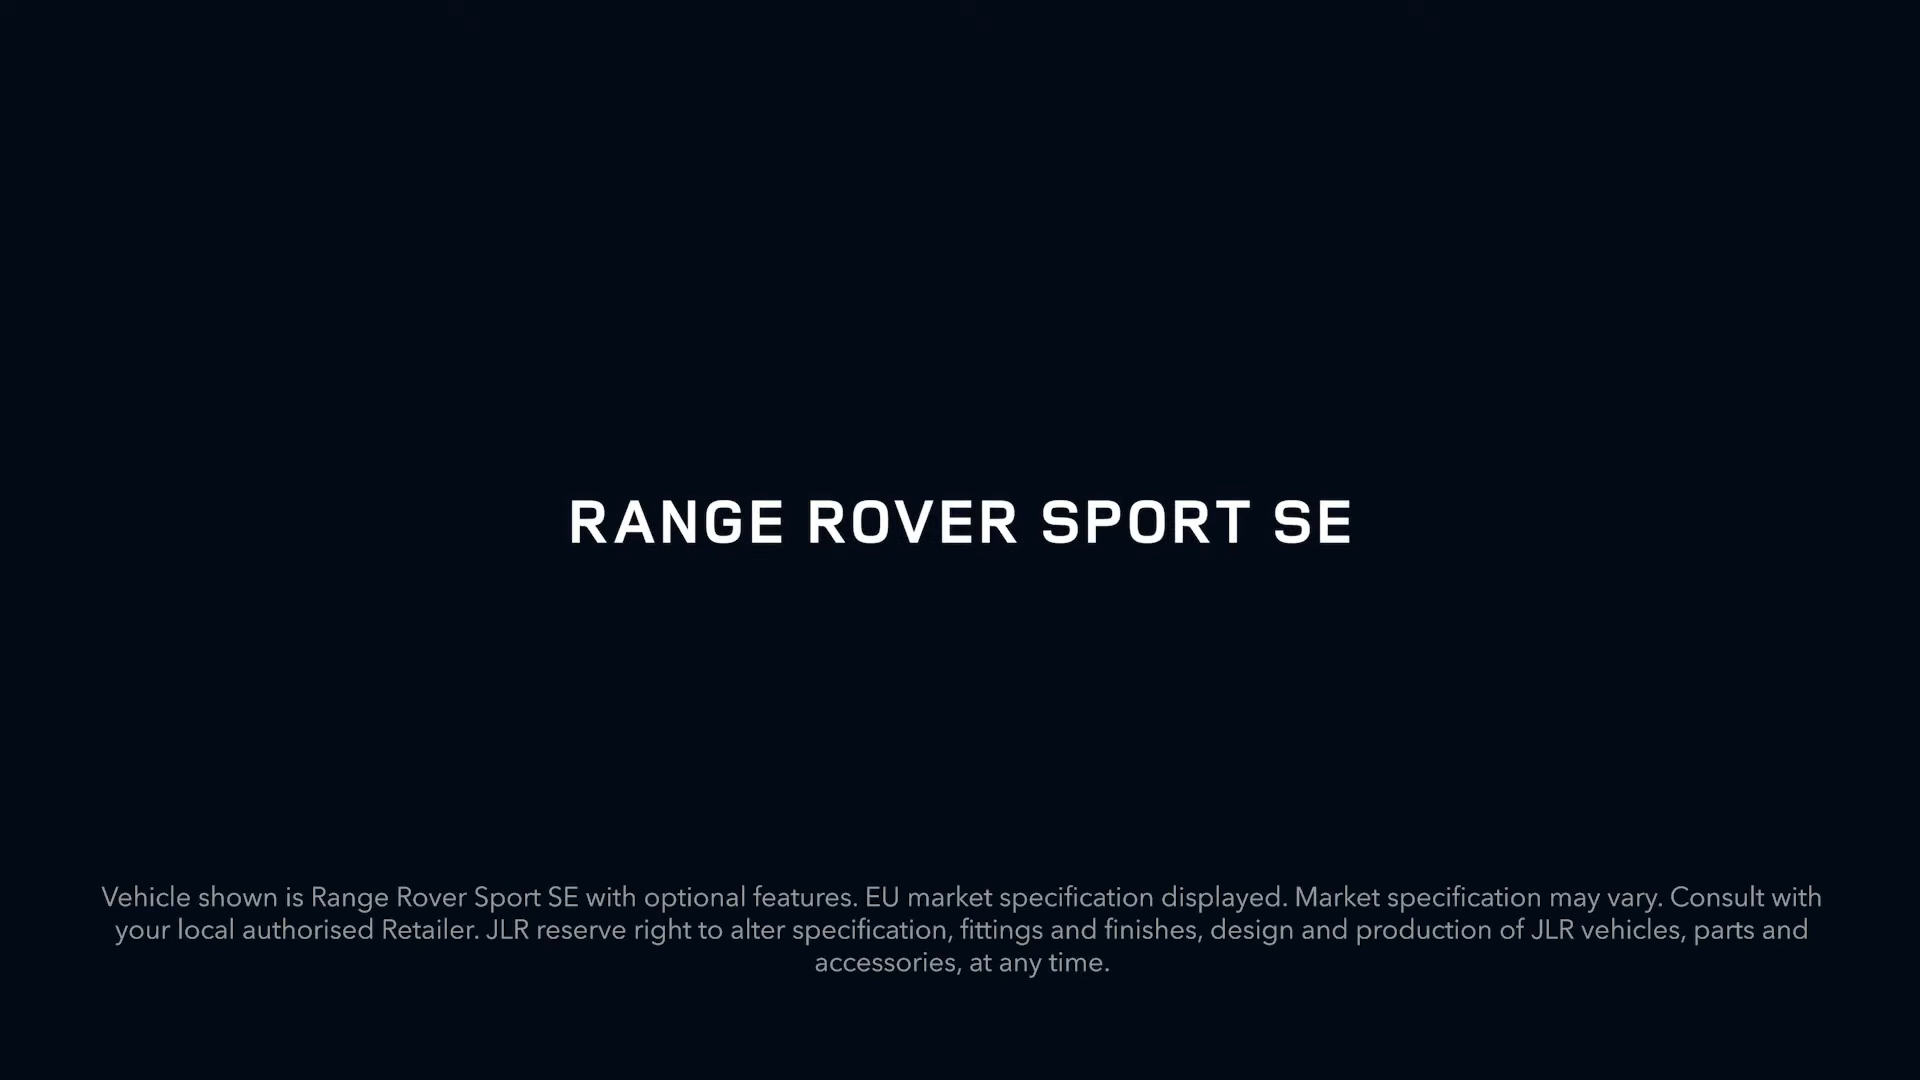 RANGE ROVER SPORT SE
Vehicle shown is Range Rover Sport SE with optional features. EU market specification displayed. Market specification may vary. Consult with
your local authorised Retailer. JLR reserve right to alter specification, fittings and finishes, design and production of JLR vehicles, parts and
accessories, at any time.